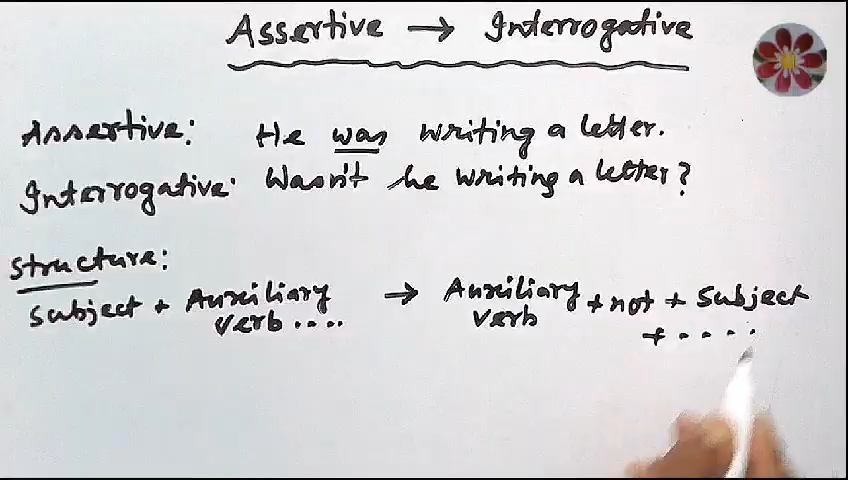 Assertive → Interrogative
Assertive: He was writing a letter.
Interrogative: Wasn't he writing a letter?
Structure:
Subject + Auxiliary verb .... → Auxiliary verb + not + Subject
+ .....